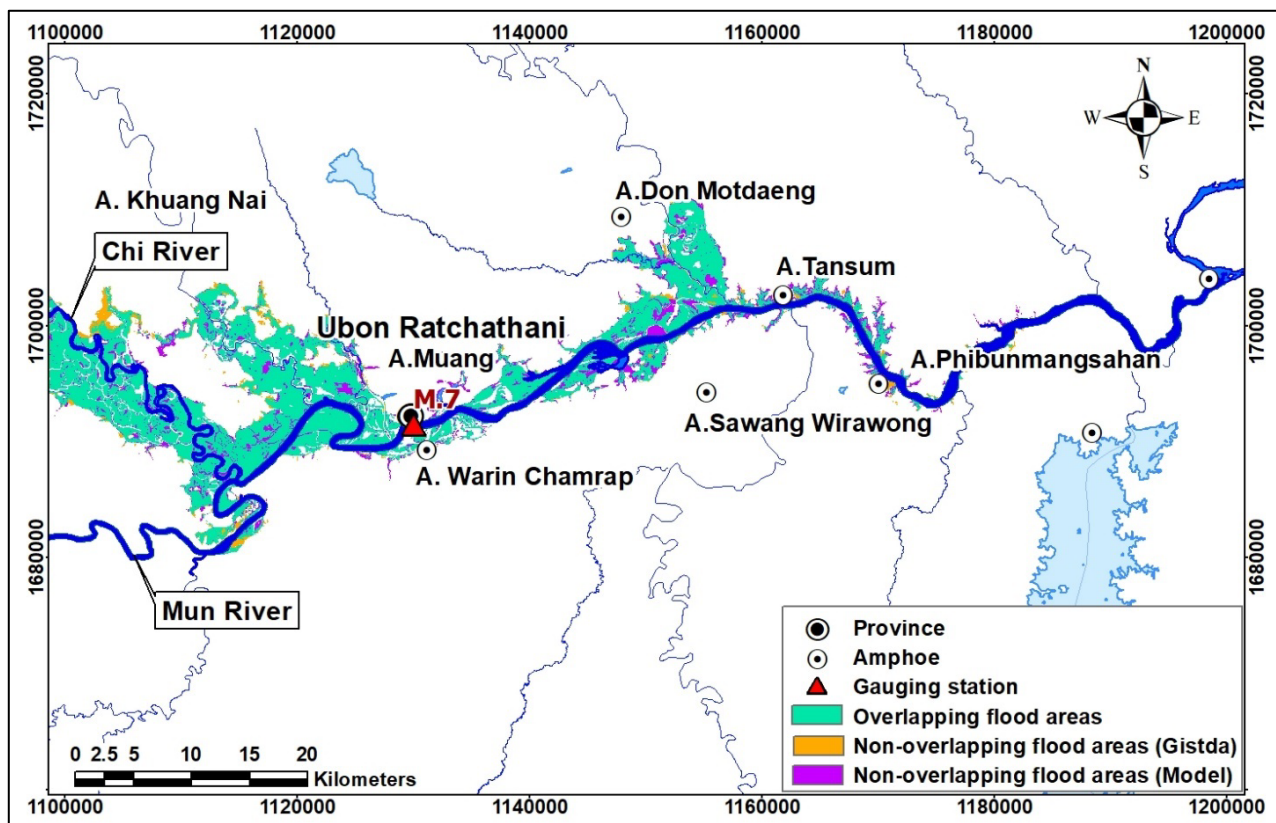 1100000 1120000 1140000 1160000 1180000 1200000
1720000 1720000
N
W E
S
A.Don Motdaeng
A. Khuang Nai
Chi River
A.Tansum
1700000 1700000
Ubon Ratchathani
A.Muang
A.Phibunmangsahan
M.7
A.Sawang Wirawong
A. Warin Chamrap
1680000 1680000
Mun River
Province
Amphoe
Gauging station
Overlapping flood areas
Non-overlapping flood areas (Gistda)
Non-overlapping flood areas (Model)
0 2.5 5 10 15 20
Kilometers
1100000 1120000 1140000 1160000 1180000 1200000